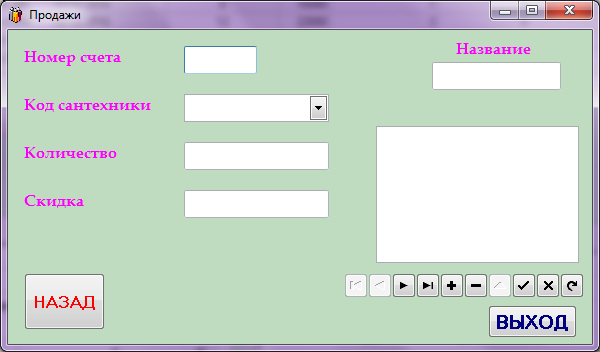 Продажи
Номер счета
Название
Код сантехники
Количество
Скидка
НАЗАД
ВЫХОД